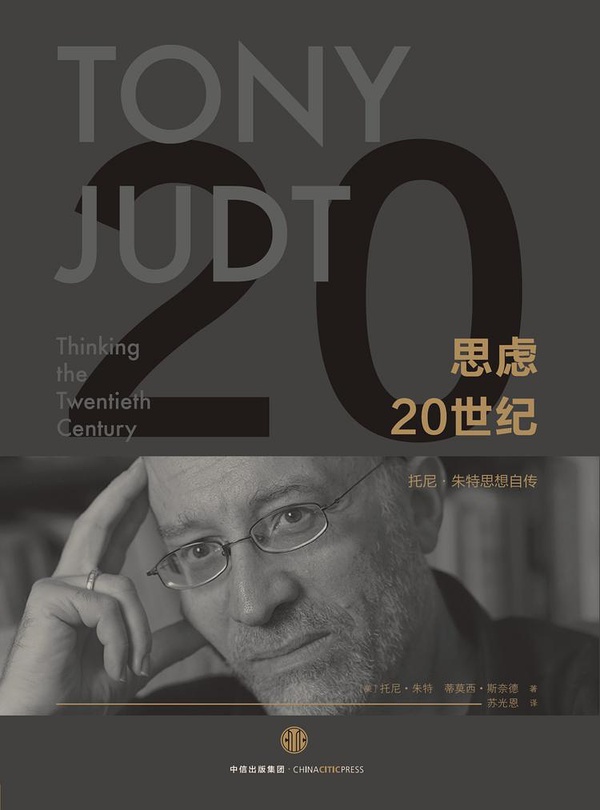 TONY
JUDT
20
Thinking
the
Twentieth
Century
思虑
20世纪
托尼·朱特思想自传
托尼·朱特 蒂莫西·斯奈德 著
苏光恩 译
中信出版集团·CHINACITICPRESS